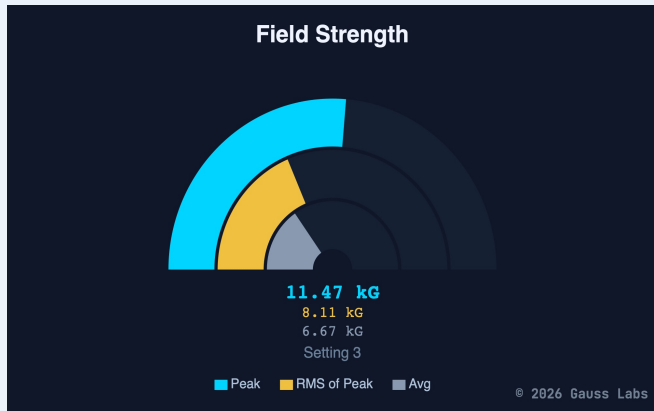 Field Strength
11.47 kG
8.11 kG
6.67 kG
Setting 3
Peak RMS of Peak Avg
© 2026 Gauss Labs